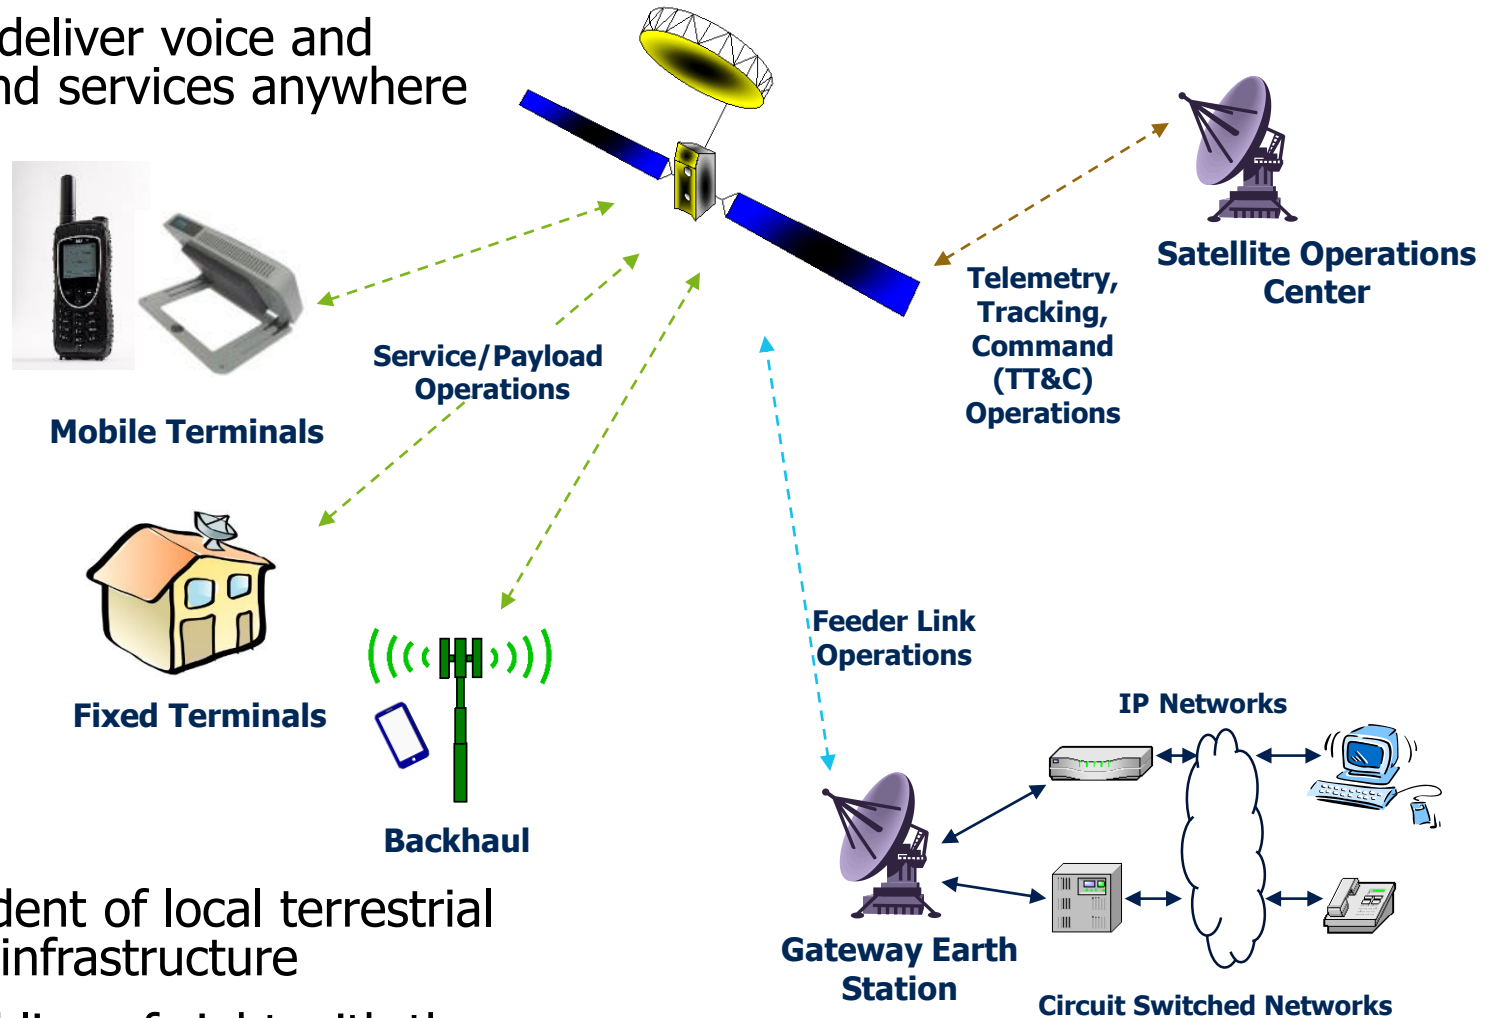 deliver voice and
nd services anywhere
Satellite Operations
Center
Telemetry,
Tracking,
Command
(TT&C)
Operations
Service/Payload
Operations
Mobile Terminals
Feeder Link
Operations
Fixed Terminals
IP Networks
Backhaul
dent of local terrestrial
infrastructure
Gateway Earth
Station
Circuit Switched Networks